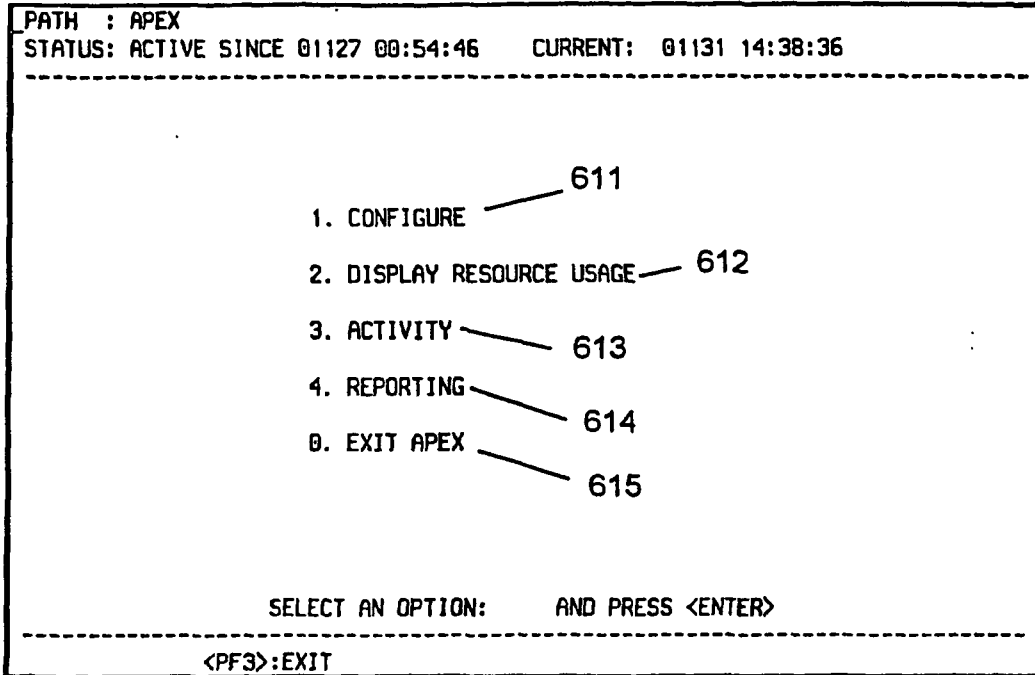 PATH : APEX
STATUS: ACTIVE SINCE 01127 00:54:46 CURRENT: 01131 14:38:36
611
1. CONFIGURE
2. DISPLAY RESOURCE USAGE 612
3. ACTIVITY
613
4. REPORTING
614
0. EXIT APEX
615
SELECT AN OPTION: AND PRESS <ENTER>
<PF3>:EXIT